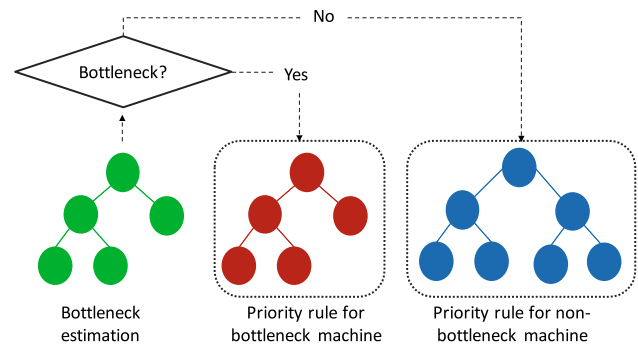 No
Bottleneck?
Yes
Bottleneck
estimation
Priority rule for
bottleneck machine
Priority rule for non-
bottleneck machine